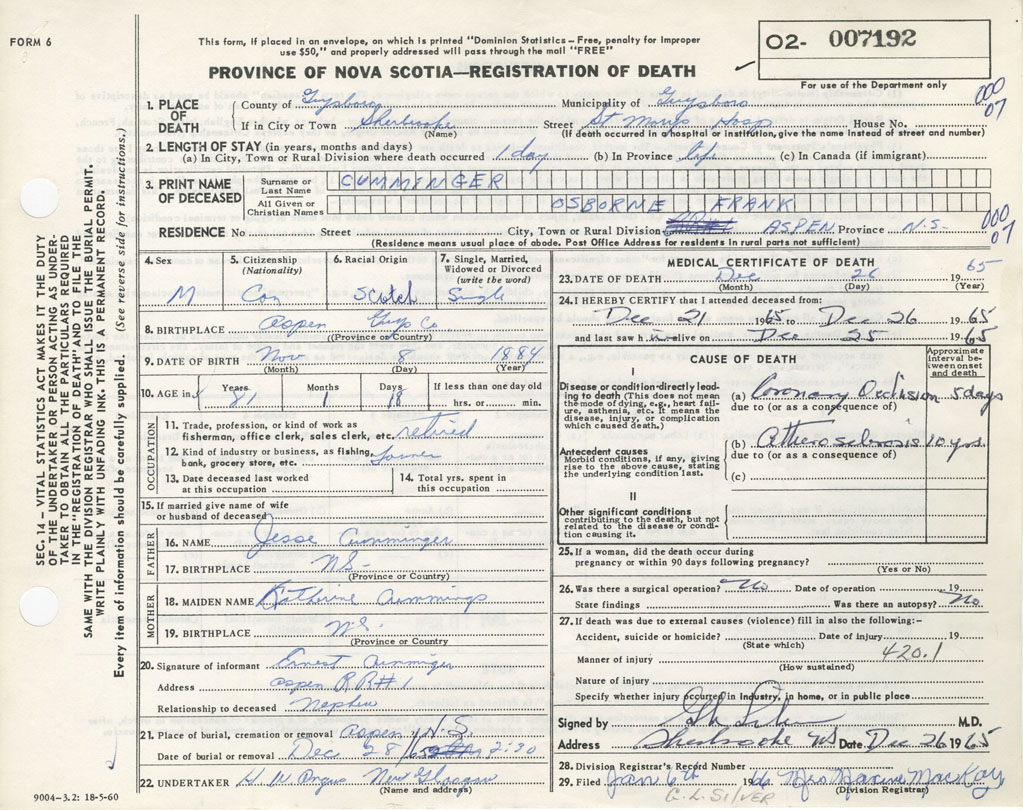 FORM 6
This form, if placed in an envelope, on which is printed "Dominion Statistics – Free, penalty for improper
use $50," and properly addressed will pass through the mail "FREE"
PROVINCE OF NOVA SCOTIA—REGISTRATION OF DEATH
02- 007192
For use of the Department only
000
07
1. PLACE OF DEATH
County of Guysboro Municipality of Guysboro
If in City or Town Sherbrooke Street St Marys Hosp House No.
(Name) (If death occurred in a hospital or institution, give the name instead of street and number)
2. LENGTH OF STAY (in years, months and days)
(a) In City, Town or Rural Division where death occurred 1 day (b) In Province Life (c) In Canada (if immigrant)
3. PRINT NAME OF DECEASED
Surname or Last Name CUMMINGER
All Given or Christian Names OSBORNE FRANK
RESIDENCE No Street City, Town or Rural Division ASPEN Province N.S. 000 07
(Residence means usual place of abode. Post Office Address for residents in rural parts not sufficient)
4. Sex M
5. Citizenship (Nationality) Can
6. Racial Origin Scotch
7. Single, Married, Widowed or Divorced (write the word) Single
8. BIRTHPLACE Aspen Guys Co
(Province or Country)
9. DATE OF BIRTH Nov 8 1884
(Month) (Day) (Year)
10. AGE in Years 81 Months 1 Days 18 If less than one day old hrs. or min.
OCCUPATION
11. Trade, profession, or kind of work as
fisherman, office clerk, sales clerk, etc. retired
12. Kind of industry or business, as fishing,
bank, grocery store, etc.
13. Date deceased last worked at this occupation
14. Total yrs. spent in this occupation
15. If married give name of wife
or husband of deceased
FATHER
16. NAME Jesse Cumminger
17. BIRTHPLACE NS-
(Province or Country)
MOTHER
18. MAIDEN NAME Katherine Cummings
19. BIRTHPLACE N.S.
(Province or Country
20. Signature of informant Ernest Cumminger
Address Aspen RR#1
Relationship to deceased Nephew
21. Place of burial, cremation or removal Aspen N.S.
Date of burial or removal Dec 28/ 2:30
22. UNDERTAKER H W Angus New Glasgow
(Name and address)
9004-3.2: 18-5-60
MEDICAL CERTIFICATE OF DEATH
23. DATE OF DEATH Dec 26 1965
(Month) (Day) (Year)
24. I HEREBY CERTIFY that I attended deceased from:
Dec 21 1965 to Dec 26 1965
and last saw h im alive on Dec 25 1965
CAUSE OF DEATH
Approximate interval between onset and death
I
Disease or condition directly leading to death (This does not mean the mode of dying, e.g., heart failure, asthenia, etc. It means the disease, injury, or complication which caused death.)
(a) Coronary Occlusion 5 days
due to (or as a consequence of)
Antecedent causes
Morbid conditions, if any, giving rise to the above cause, stating the underlying condition last.
(b) Atherosclerosis 10 yrs.
due to (or as a consequence of)
(c)
II
Other significant conditions
contributing to the death, but not related to the disease or condition causing it.
25. If a woman, did the death occur during
pregnancy or within 90 days following pregnancy?
(Yes or No)
26. Was there a surgical operation? No Date of operation 19
State findings Was there an autopsy? No
27. If death was due to external causes (violence) fill in also the following:-
Accident, suicide or homicide? Date of injury 19
(State which)
Manner of injury 420.1
(How sustained)
Nature of injury
Specify whether injury occurred in Industry, in home, or in public place
Signed by M.D.
Address Sherbrooke NS Date Dec 26 1965
28. Division Registrar's Record Number
29. Filed Jan 6th 1966 Mrs Maxine MacKay
(Division Registrar)
G.L. SILVER
SEC. 14 – VITAL STATISTICS ACT MAKES IT THE DUTY
OF THE UNDERTAKER OR PERSON ACTING AS UNDER-
TAKER TO OBTAIN ALL THE PARTICULARS REQUIRED
IN THE "REGISTRATION OF DEATH" AND TO FILE THE
SAME WITH THE DIVISION REGISTRAR WHO SHALL ISSUE THE BURIAL PERMIT.
WRITE PLAINLY WITH UNFADING INK. THIS IS A PERMANENT RECORD.
Every item of information should be carefully supplied. (See reverse side for instructions.)